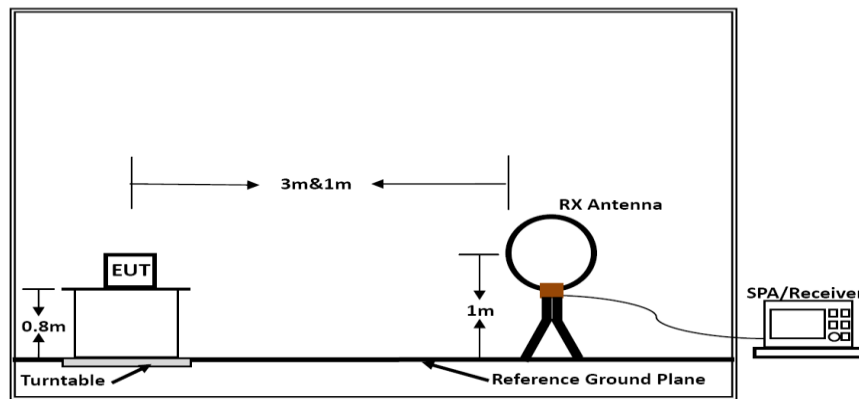 3m&1m
RX Antenna
EUT
SPA/Receiver
0.8m
1m
Turntable
Reference Ground Plane